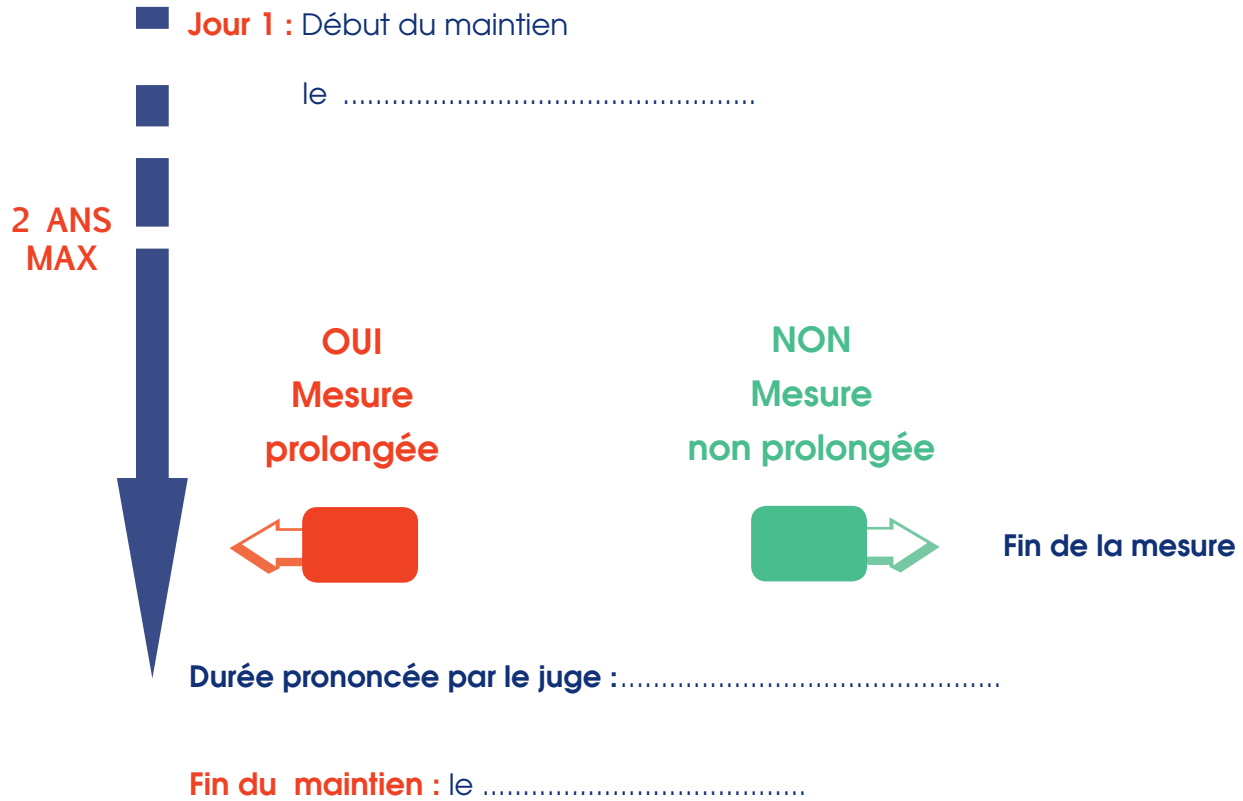 Jour 1 : Début du maintien
le ...................................................
2 ANS
MAX
OUI
Mesure
prolongée
NON
Mesure
non prolongée
Fin de la mesure
Durée prononcée par le juge :...............................................
Fin du maintien : le ........................................